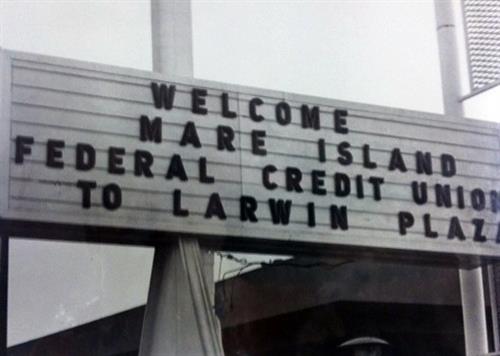 WELCOME
MARE ISLAND
FEDERAL CREDIT UNION
TO LARWIN PLAZA